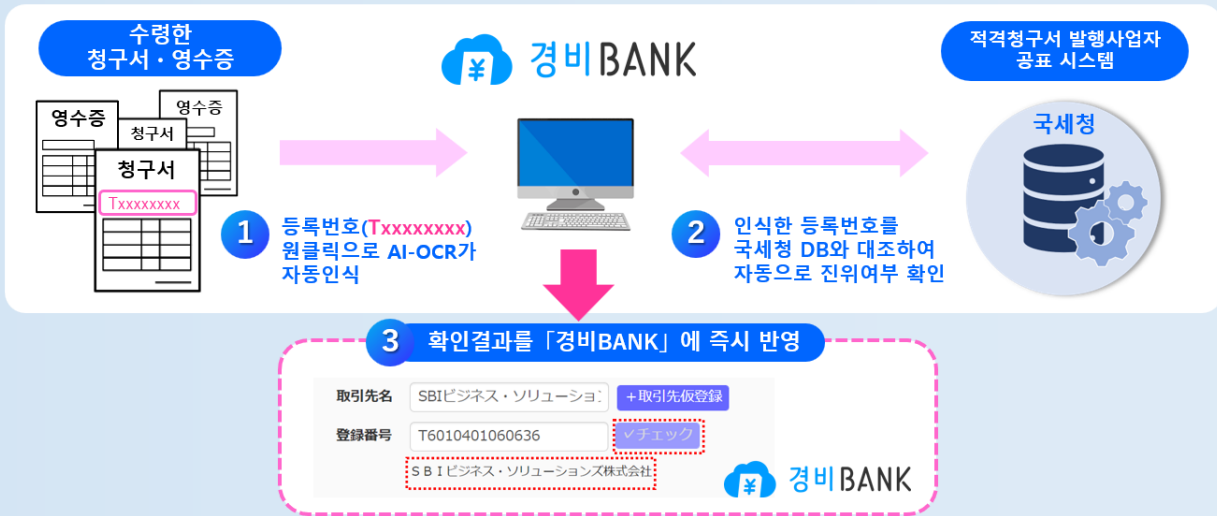 수령한
청구서・영수증
경비BANK
적격청구서 발행사업자
공표 시스템
영수증
영수증
청구서
청구서
Txxxxxxxx
국세청
1
등록번호(Txxxxxxxx)
원클릭으로 AI-OCR가
자동인식
2
인식한 등록번호를
국세청 DB와 대조하여
자동으로 진위여부 확인
3
확인결과를「경비BANK」에 즉시 반영
取引先名
SBIビジネス・ソリューショ
+取引先仮登録
登録番号
T6010401060636
✓チェック
ＳＢＩビジネス・ソリューションズ株式会社
경비BANK